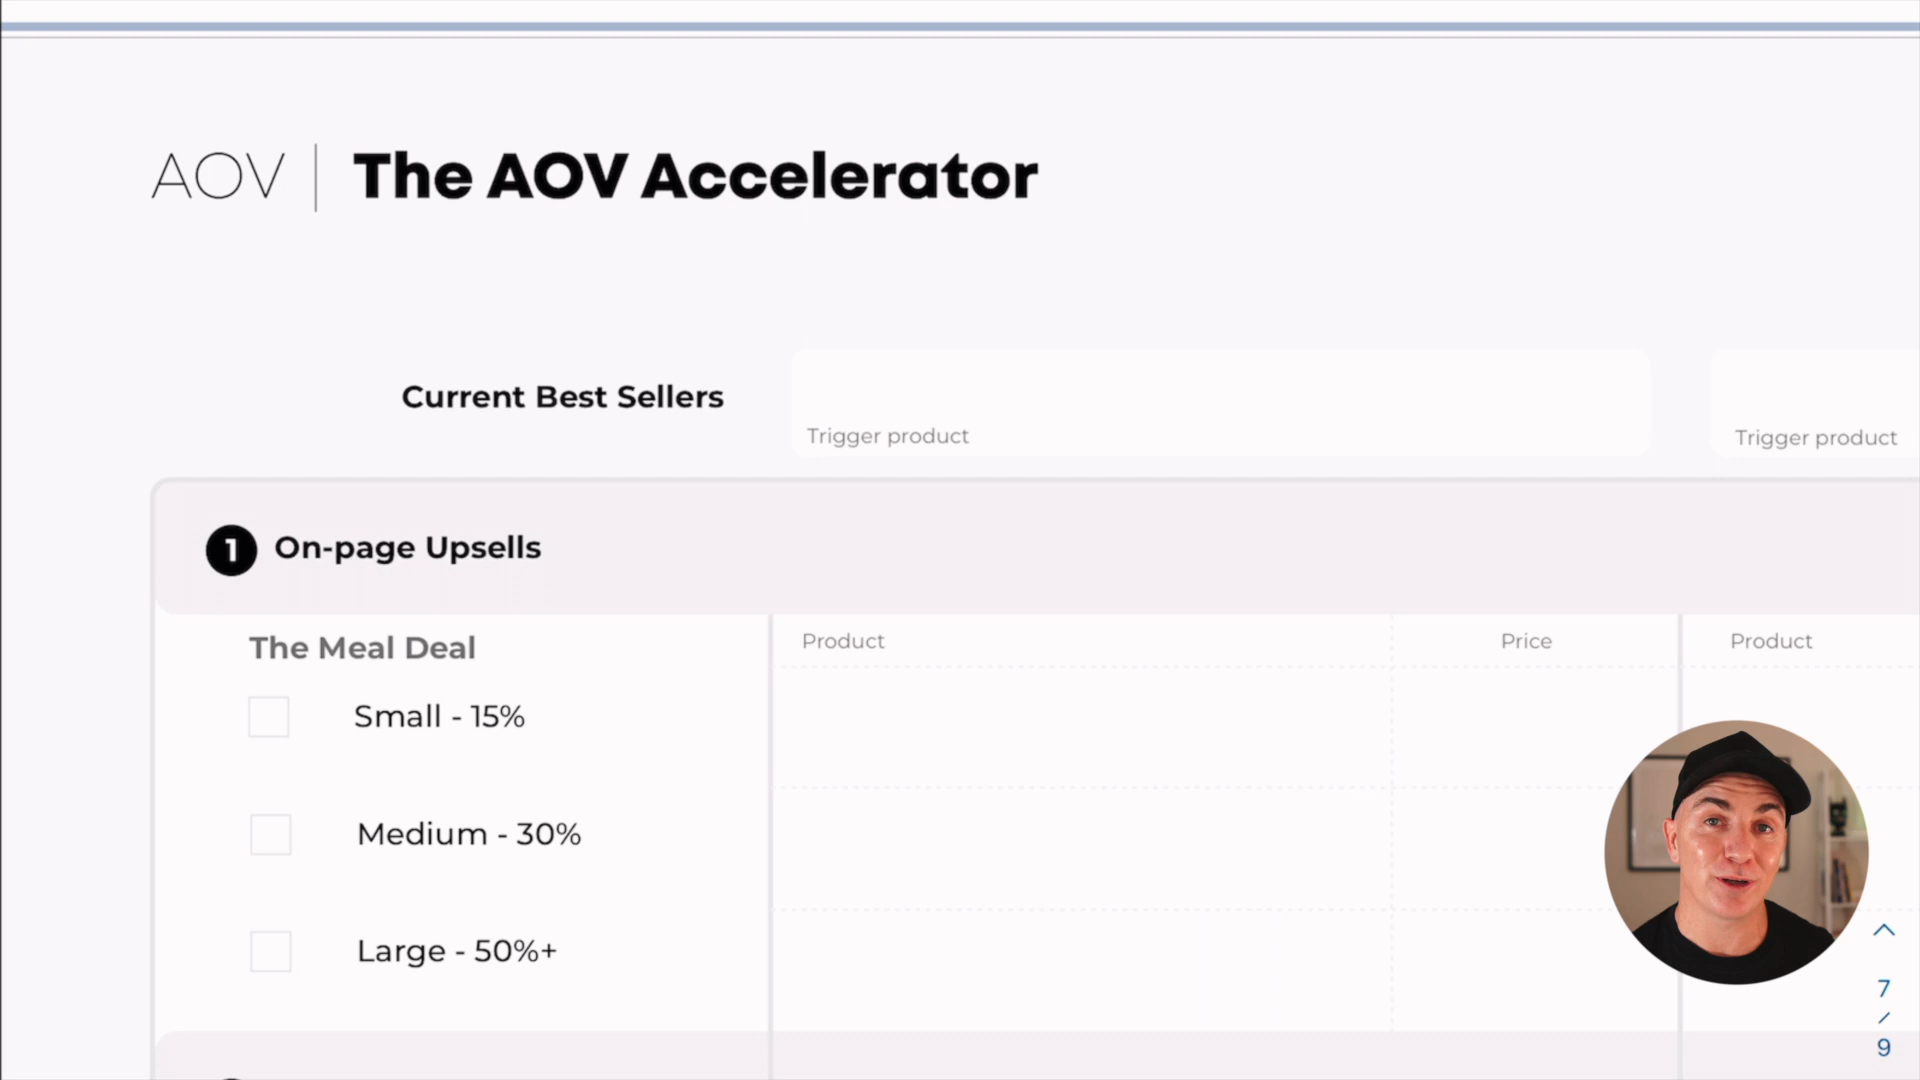 AOV | The AOV Accelerator
Current Best Sellers
Trigger product
Trigger product
1 On-page Upsells
The Meal Deal
Product
Price
Product
Small - 15%
Medium - 30%
Large - 50%+
7
/
9